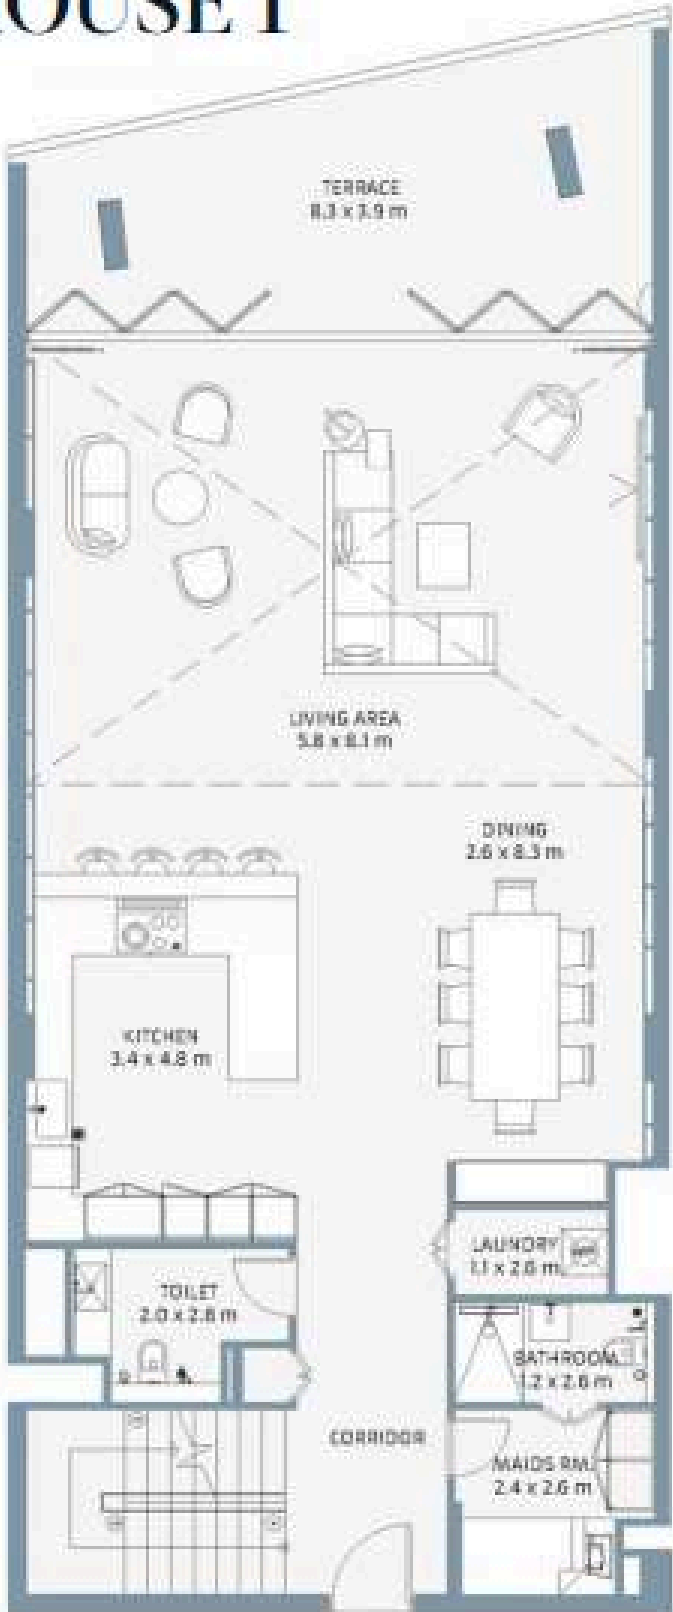 HOUSE 1
TERRACE
8.3 x 3.9 m
LIVING AREA
5.8 x 8.1 m
DINING
2.6 x 8.3 m
KITCHEN
3.4 x 4.8 m
LAUNDRY
1.1 x 2.6 m
TOILET
2.0 x 2.8 m
BATHROOM
1.2 x 2.6 m
CORRIDOR
MAIDS RM.
2.4 x 2.6 m